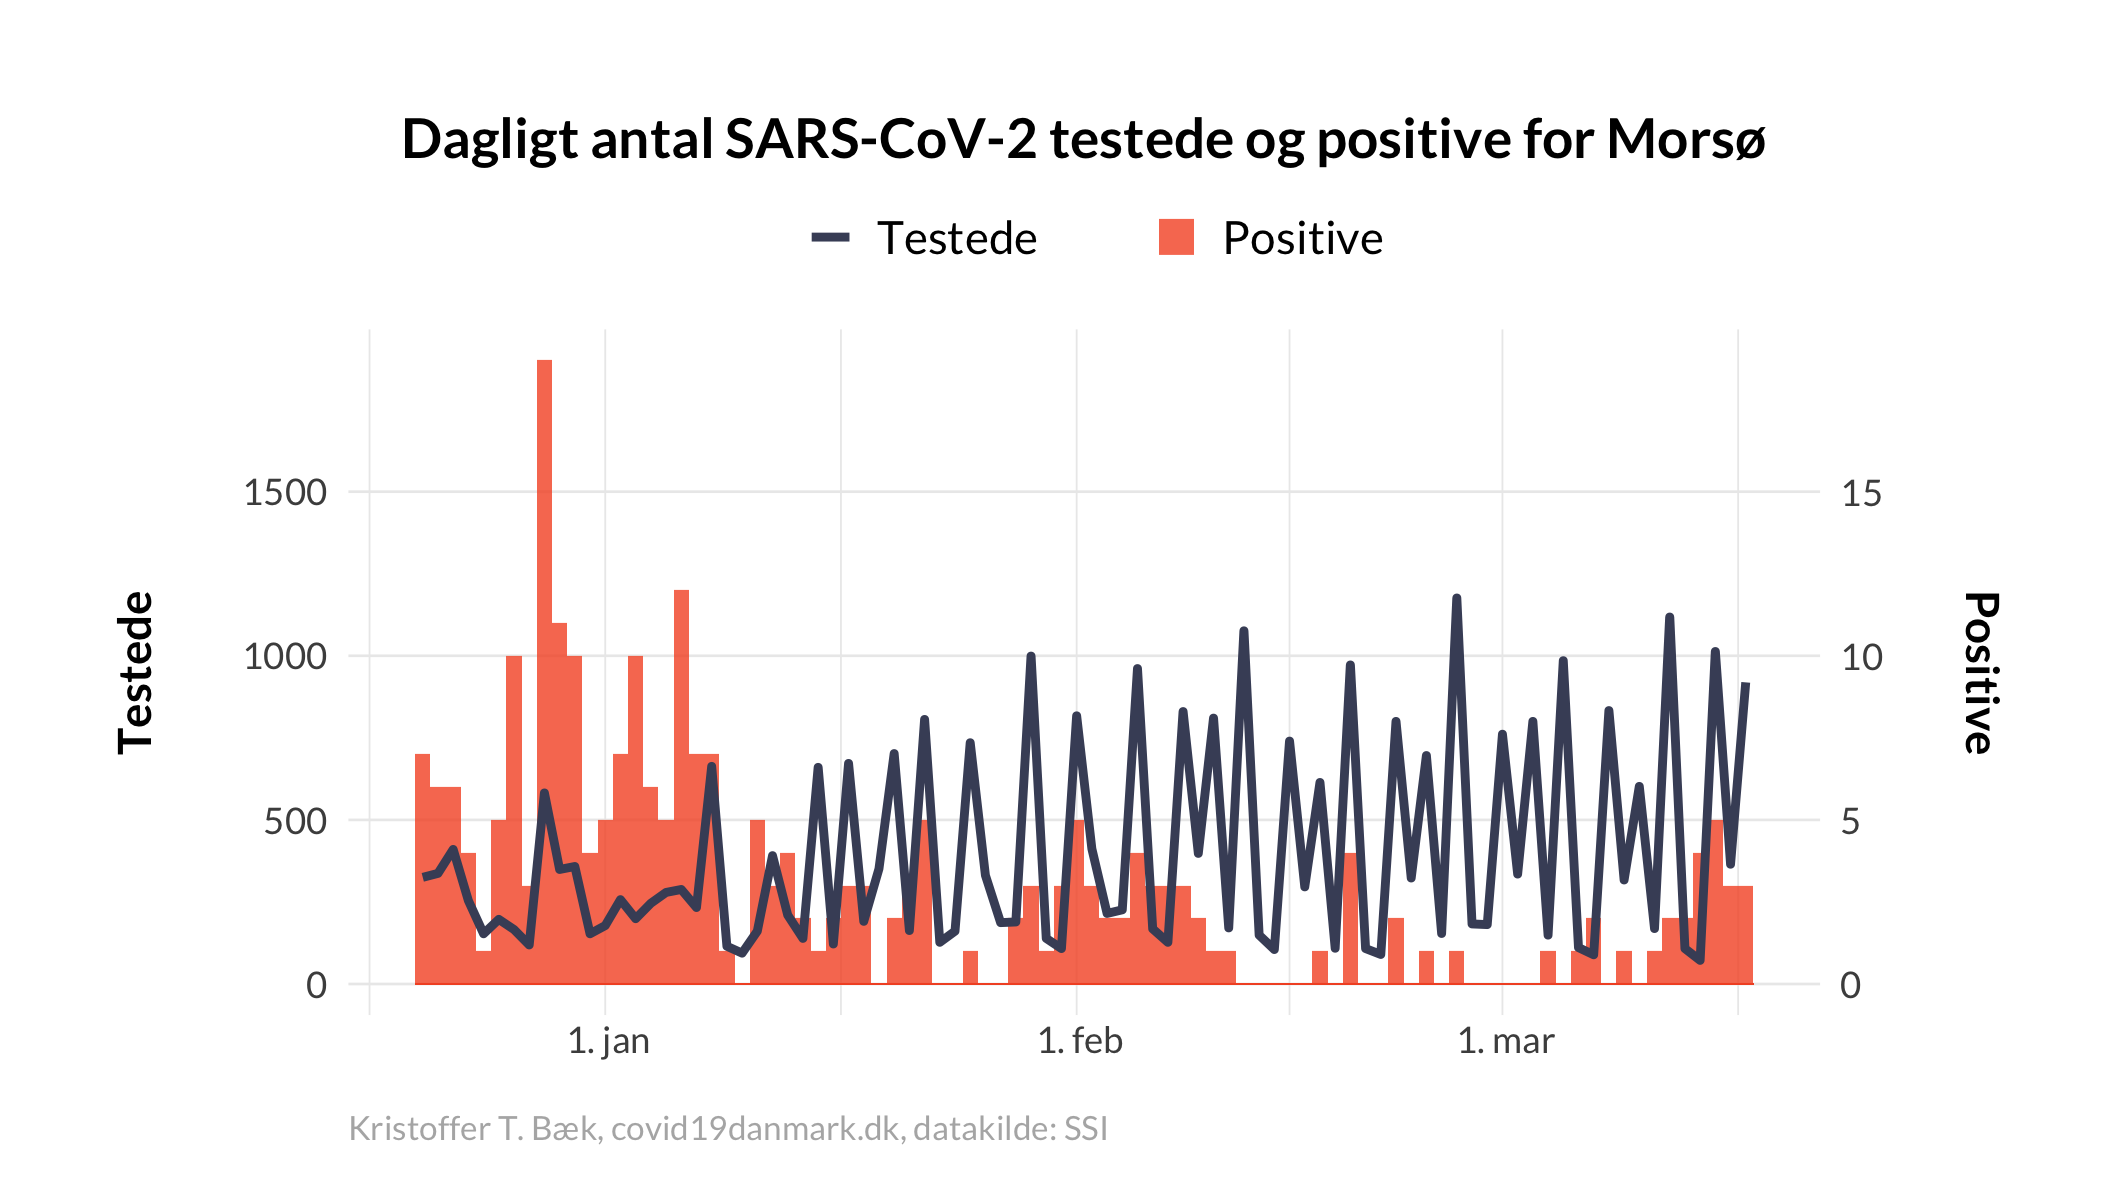 Dagligt antal SARS-CoV-2 testede og positive for Morsø
Testede Positive
1500 15
1000 10
500 5
0 0
Testede
Positive
1. jan 1. feb 1. mar
Kristoffer T. Bæk, covid19danmark.dk, datakilde: SSI